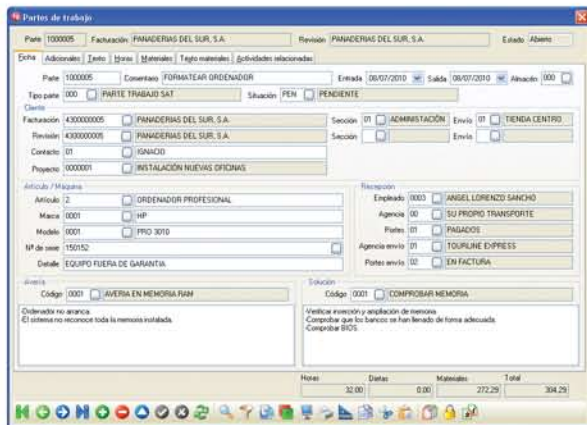 Partes de trabajo
Parte 1000005 Facturación PANADERIAS DEL SUR, S.A. Revisión PANADERIAS DEL SUR, S.A. Estado Abierto
Ficha Adicionales Texto Horas Materiales Texto materiales Actividades relacionadas
Parte 1000005 Comentario FORMATEAR ORDENADOR Entrada 08/07/2010 Salida 08/07/2010 Almacén 000
Tipo parte 000 PARTE TRABAJO SAT Situación PEN PENDIENTE
Cliente
Facturación 4300000005 PANADERIAS DEL SUR, S.A. Sección 01 ADMINISTACIÓN Envío 01 TIENDA CENTRO
Revisión 4300000005 PANADERIAS DEL SUR, S.A. Sección Envío
Contacto 01 IGNACIO
Proyecto 0000001 INSTALACIÓN NUEVAS OFICINAS
Artículo / Máquina Recepción
Artículo 2 ORDENADOR PROFESIONAL Empleado 0003 ANGEL LORENZO SANCHO
Marca 0001 HP Agencia 00 SU PROPIO TRANSPORTE
Modelo 0001 PRO 3010 Portes 01 PAGADOS
Nº de serie 150152 Agencia envío 01 TOURLINE EXPRESS
Detalle EQUIPO FUERA DE GARANTIA Portes envío 02 EN FACTURA
Avería Solución
Código 0001 AVERIA EN MEMORIA RAM Código 0001 COMPROBAR MEMORIA
-Ordenador no arranca. -Verificar inserción y ampliación de memoria.
-El sistema no reconoce toda la memoria instalada. -Comprobar que los bancos se han llenado de forma adecuada.
-Comprobar BIOS.
Horas Dietas Materiales Total
32.00 0.00 272.29 304.29